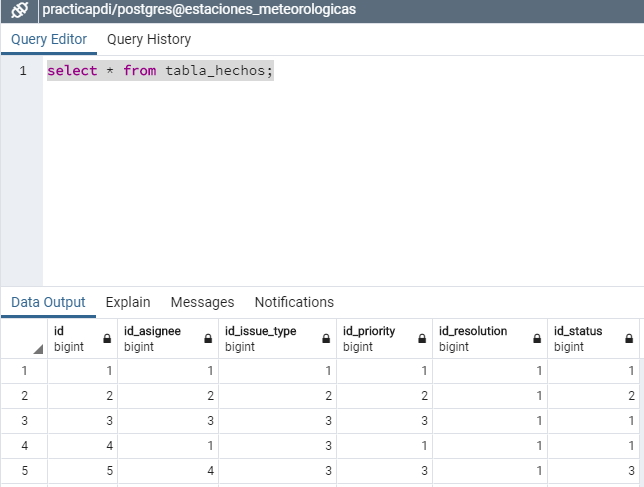 practicapdi/postgres@estaciones_meteorologicas
Query Editor Query History
1 select * from tabla_hechos;
Data Output Explain Messages Notifications
id id_asignee id_issue_type id_priority id_resolution id_status
bigint bigint bigint bigint bigint bigint
1 1 1 1 1 1 1
2 2 2 2 2 1 2
3 3 3 3 3 1 1
4 4 1 3 1 1 1
5 5 4 3 3 1 3